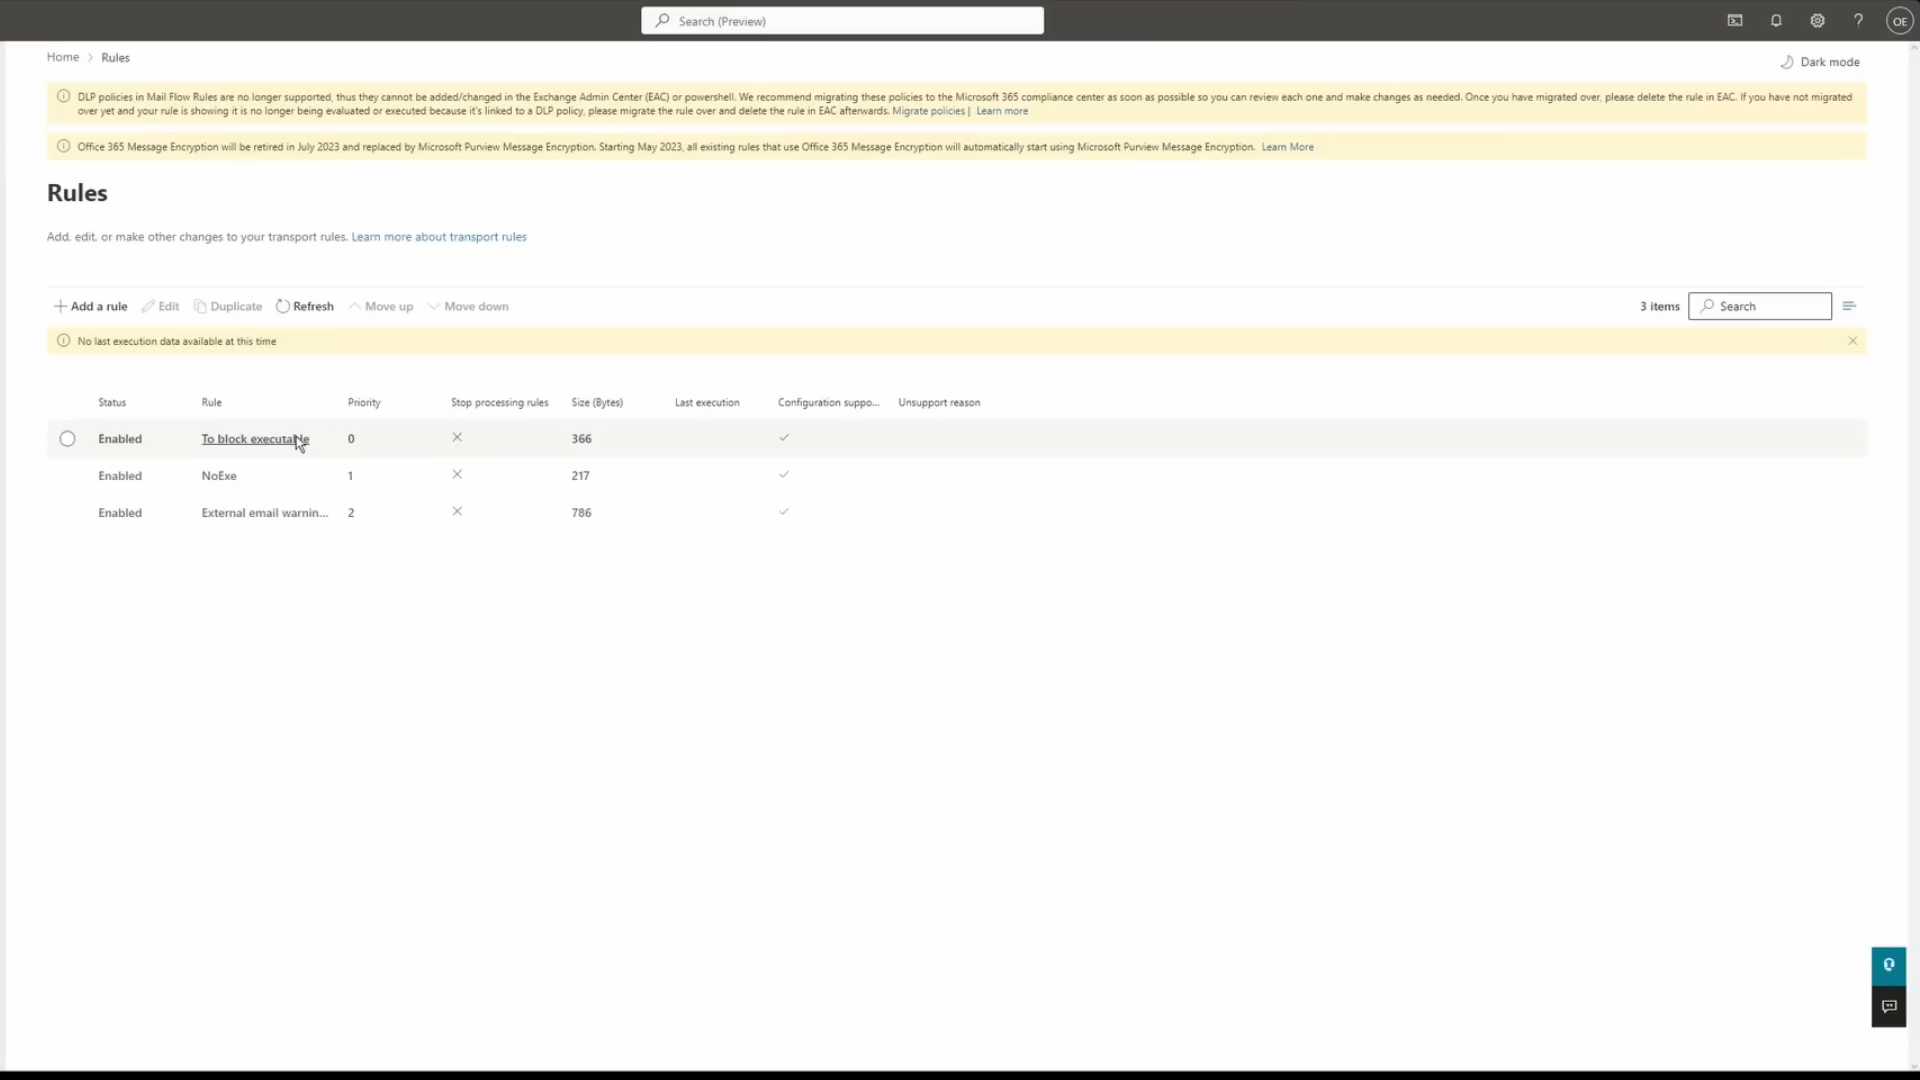 Search (Preview)
OE
Home > Rules
Dark mode
DLP policies in Mail Flow Rules are no longer supported, thus they cannot be added/changed in the Exchange Admin Center (EAC) or powershell. We recommend migrating these policies to the Microsoft 365 compliance center as soon as possible so you can review each one and make changes as needed. Once you have migrated over, please delete the rule in EAC. If you have not migrated
over yet and your rule is showing it is no longer being evaluated or executed because it's linked to a DLP policy, please migrate the rule over and delete the rule in EAC afterwards. Migrate policies | Learn more
Office 365 Message Encryption will be retired in July 2023 and replaced by Microsoft Purview Message Encryption. Starting May 2023, all existing rules that use Office 365 Message Encryption will automatically start using Microsoft Purview Message Encryption. Learn More
Rules
Add, edit, or make other changes to your transport rules. Learn more about transport rules
Add a rule Edit Duplicate Refresh Move up Move down 3 items Search
No last execution data available at this time
Status Rule Priority Stop processing rules Size (Bytes) Last execution Configuration suppo... Unsupport reason
Enabled To block executable 0 366
Enabled NoExe 1 217
Enabled External email warnin... 2 786